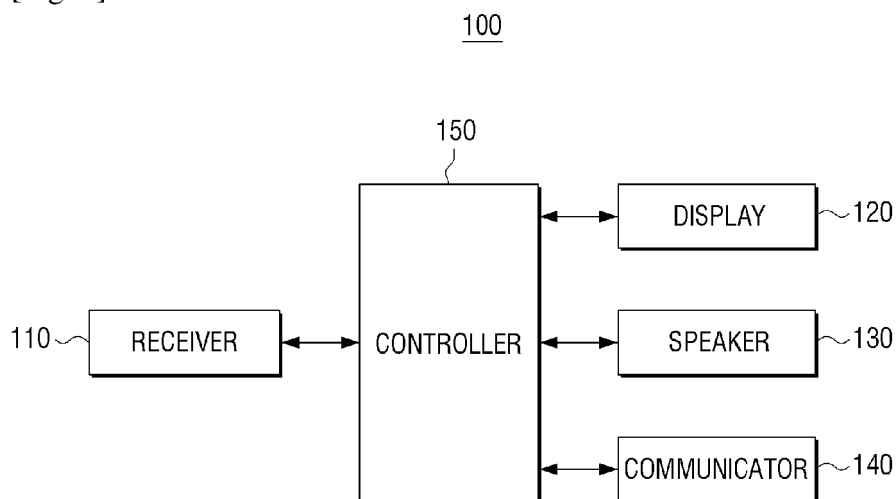 100
150
DISPLAY 120
110 RECEIVER CONTROLLER SPEAKER 130
COMMUNICATOR 140